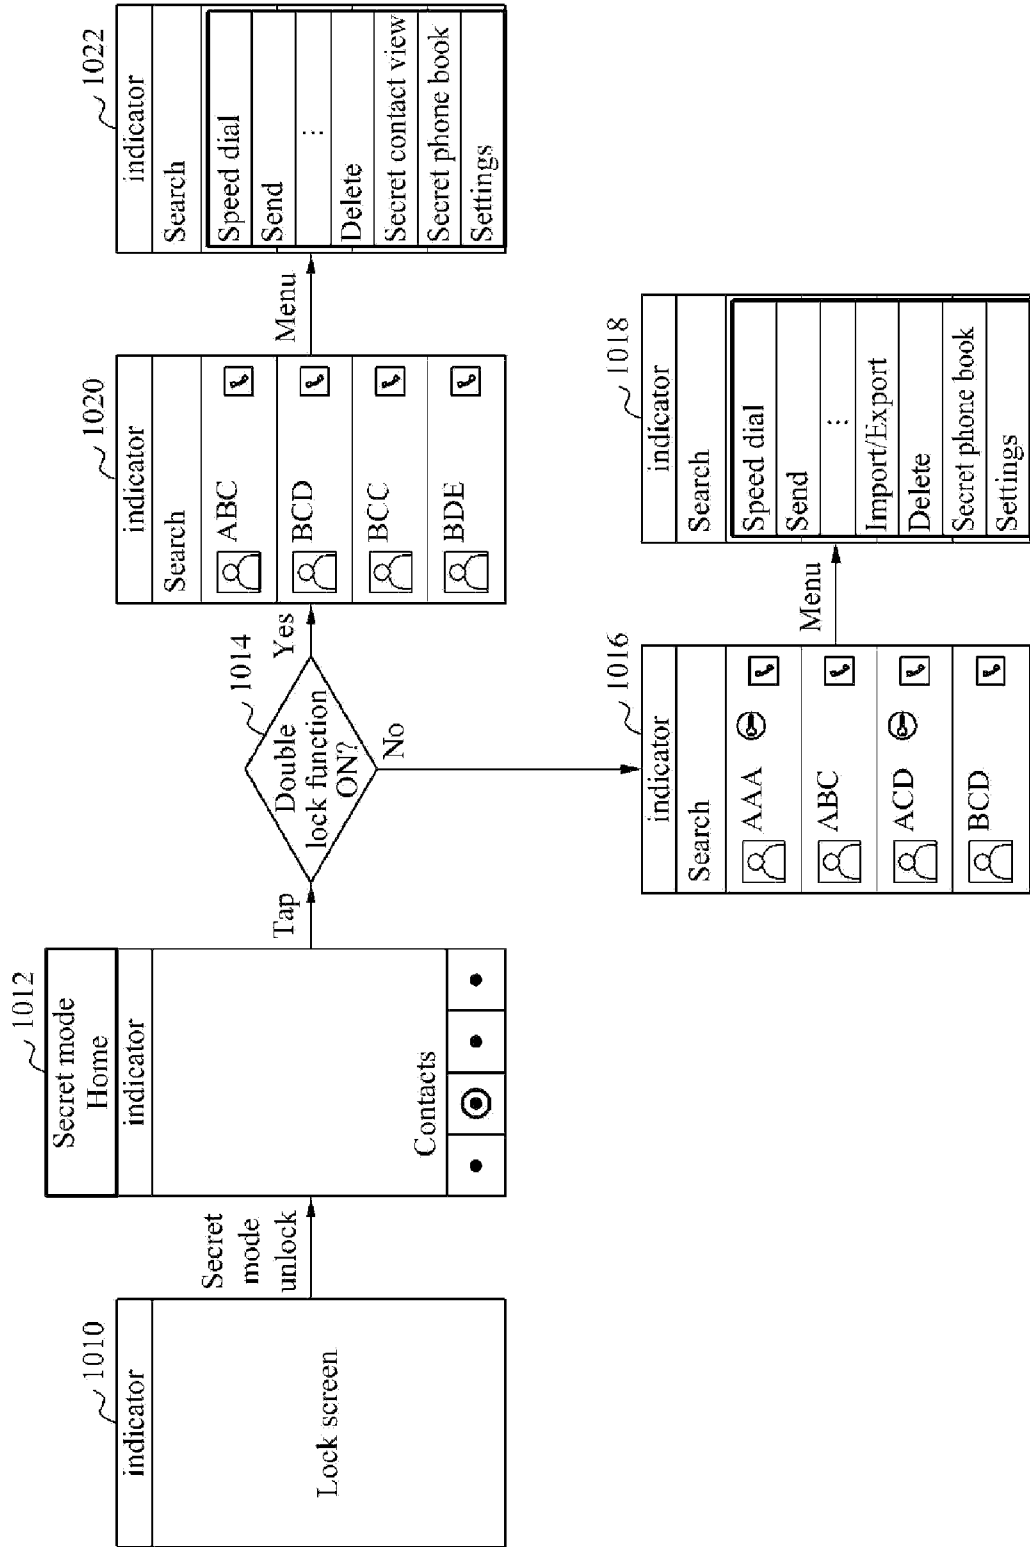 1010
indicator
Lock screen
Secret
mode
unlock
1012
Secret mode
Home
indicator
Contacts
Tap
1014
Double
lock function
ON?
Yes
No
1020
indicator
Search
ABC
BCD
BCC
BDE
Menu
1022
indicator
Search
Speed dial
Send
⋮
Delete
Secret contact view
Secret phone book
Settings
1016
indicator
Search
AAA
ABC
ACD
BCD
Menu
1018
indicator
Search
Speed dial
Send
⋮
Import/Export
Delete
Secret phone book
Settings